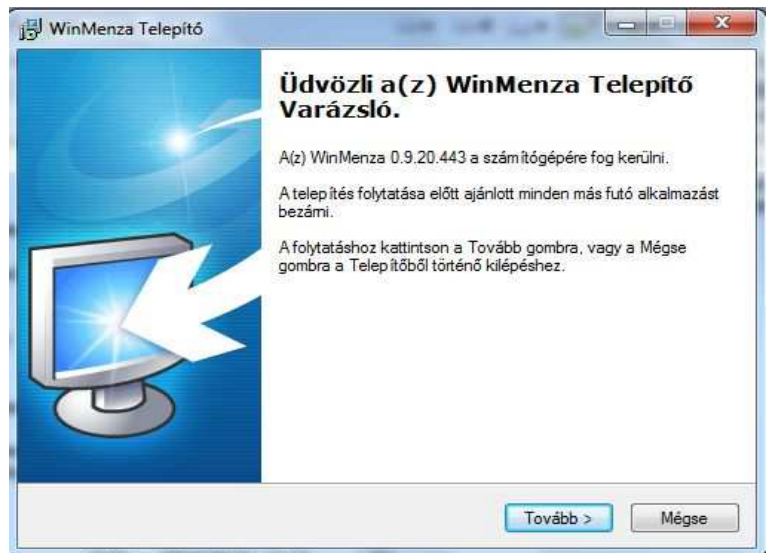 WinMenza Telepítő
Üdvözli a(z) WinMenza Telepítő
Varázsló.
A(z) WinMenza 0.9.20.443 a számítógépére fog kerülni.
A telepítés folytatása előtt ajánlott minden más futó alkalmazást
bezárni.
A folytatáshoz kattintson a Tovább gombra, vagy a Mégse
gombra a Telepítőből történő kilépéshez.
Tovább >
Mégse